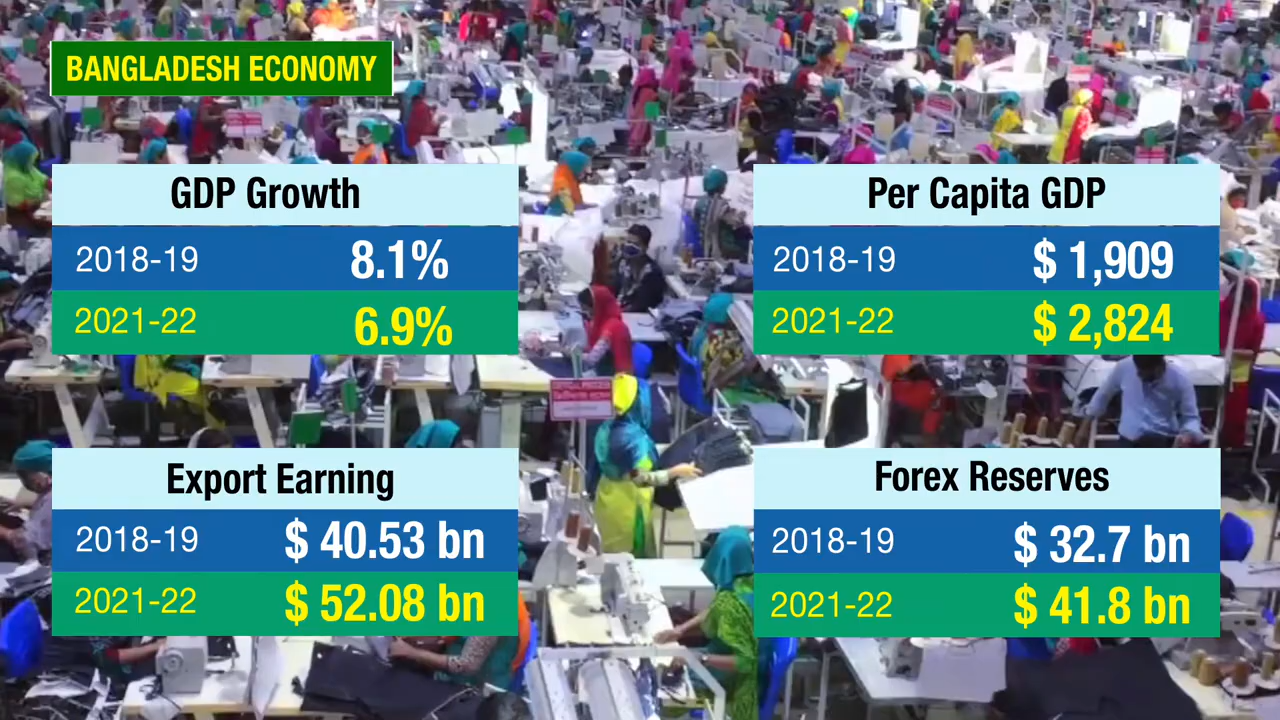 BANGLADESH ECONOMY
GDP Growth
2018-19 8.1%
2021-22 6.9%
Per Capita GDP
2018-19 $ 1,909
2021-22 $ 2,824
Export Earning
2018-19 $ 40.53 bn
2021-22 $ 52.08 bn
Forex Reserves
2018-19 $ 32.7 bn
2021-22 $ 41.8 bn